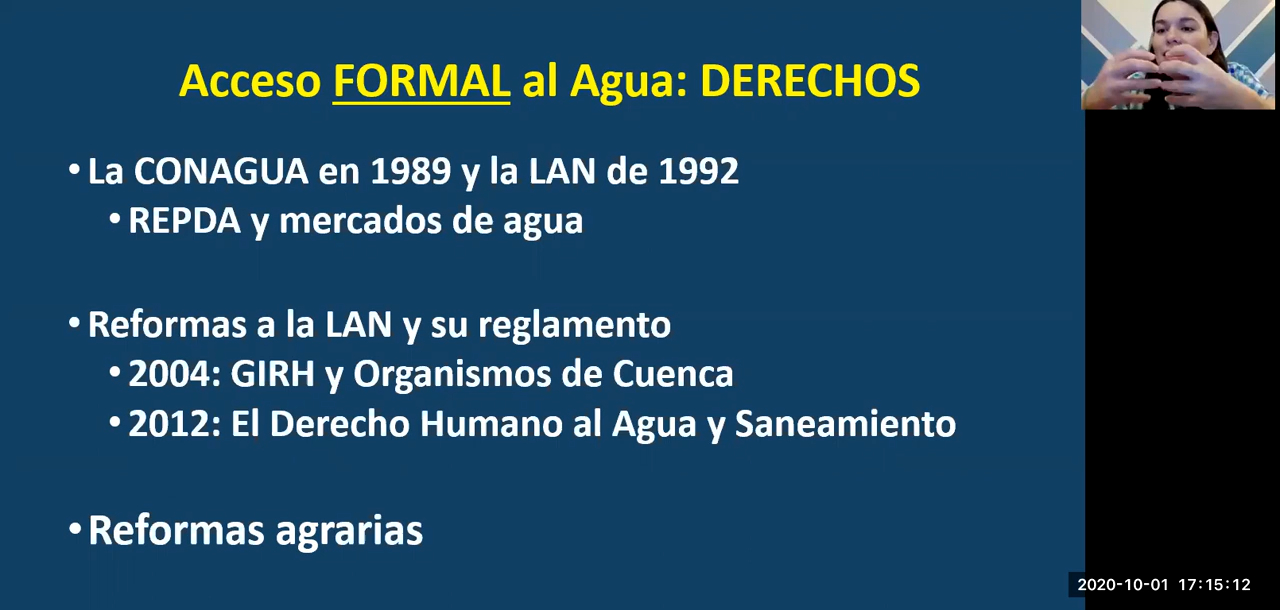 Acceso FORMAL al Agua: DERECHOS
• La CONAGUA en 1989 y la LAN de 1992
• REPDA y mercados de agua
• Reformas a la LAN y su reglamento
• 2004: GIRH y Organismos de Cuenca
• 2012: El Derecho Humano al Agua y Saneamiento
• Reformas agrarias
2020-10-01 17:15:12